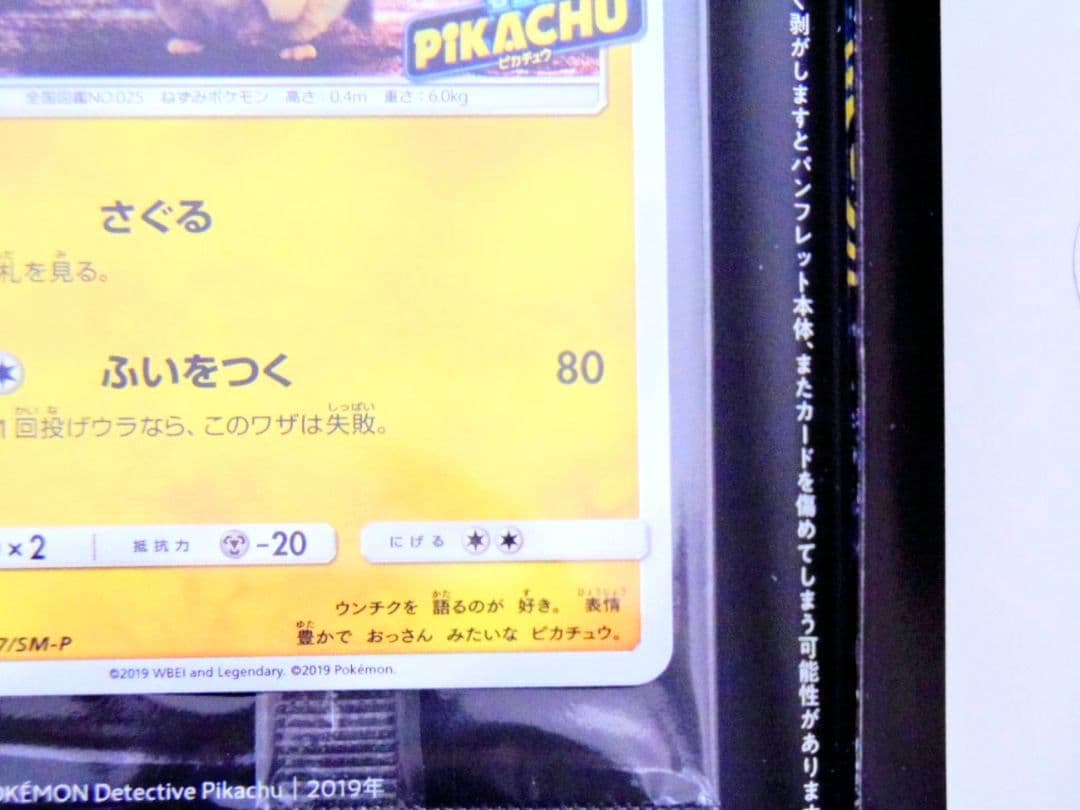 PiKACHU
ピカチュウ
全国図鑑NO.025 ねずみポケモン 高さ:0.4m 重さ:6.0kg
さぐる
札を見る。
ふいをつく 80
1回投げウラなら、このワザは失敗。
×2 抵抗力 -20 にげる
ウンチクを 語るのが 好き。 表情
豊かで おっさん みたいな ピカチュウ。
7/SM-P
©2019 WBEI and Legendary. ©2019 Pokémon.
POKÉMON Detective Pikachu | 2019年
剥がしますとパンフレット本体、またカードを傷めてしまう可能性がありま